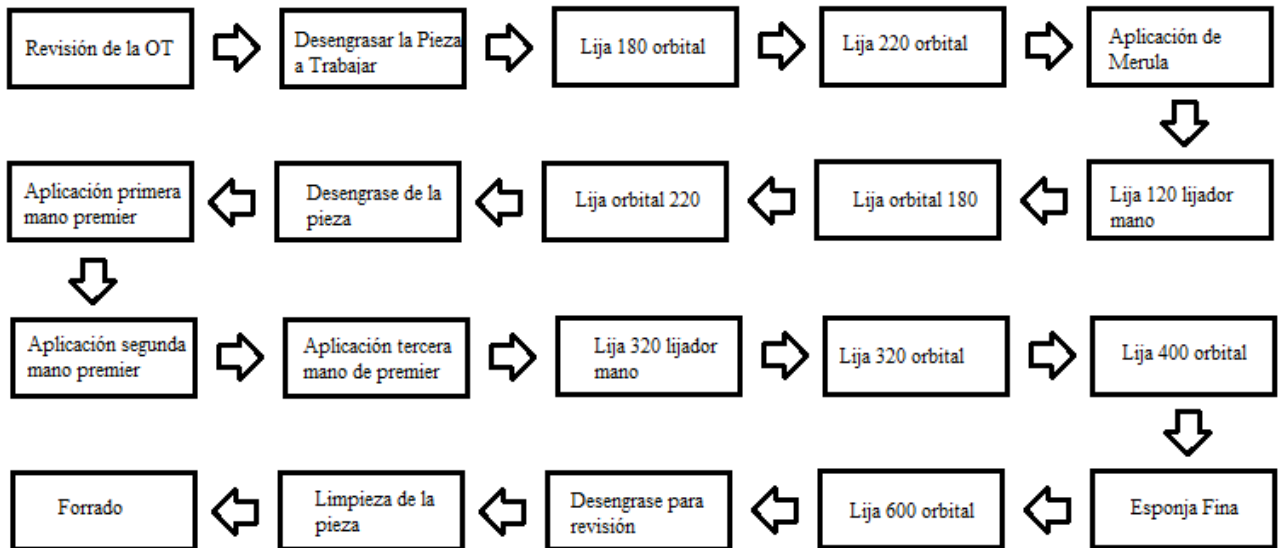 Revisión de la OT
Desengrasar la Pieza
a Trabajar
Lija 180 orbital
Lija 220 orbital
Aplicación de
Merula
Lija 120 lijador
mano
Lija orbital 180
Lija orbital 220
Desengrase de la
pieza
Aplicación primera
mano premier
Aplicación segunda
mano premier
Aplicación tercera
mano de premier
Lija 320 lijador
mano
Lija 320 orbital
Lija 400 orbital
Esponja Fina
Lija 600 orbital
Desengrase para
revisión
Limpieza de la
pieza
Forrado